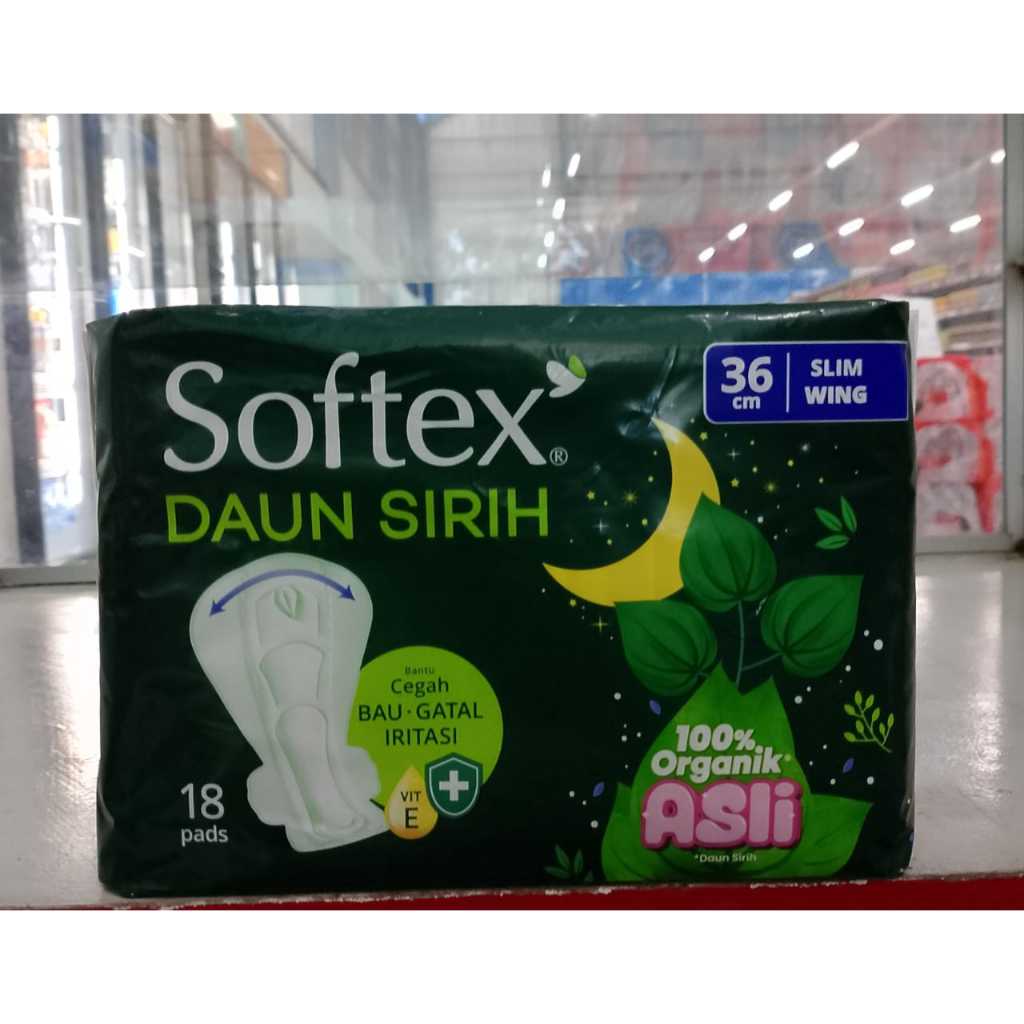 Softex®
DAUN SIRIH
36
cm
SLIM
WING
Bantu
Cegah
BAU · GATAL
IRITASI
VIT
E
18
pads
100%
Organik*
ASLi
*Daun Sirih